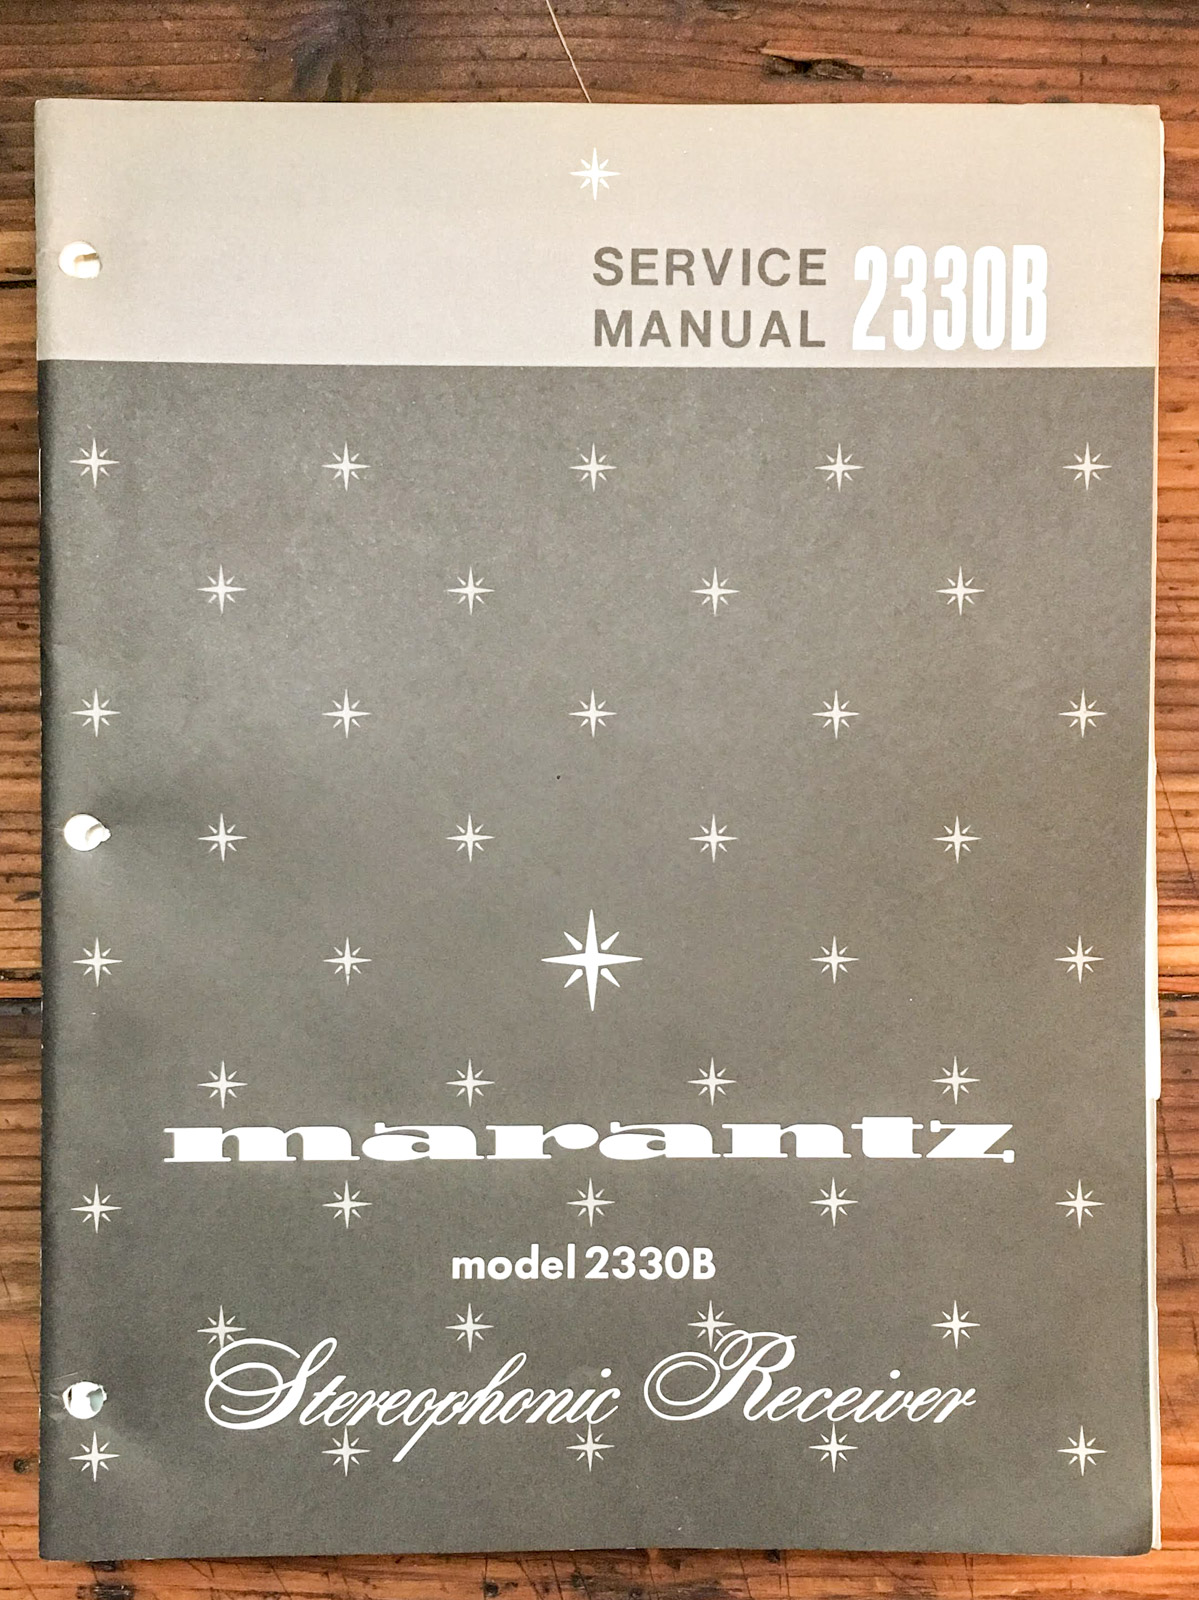 SERVICE
MANUAL 2330B
marantz
model 2330B
Stereophonic Receiver